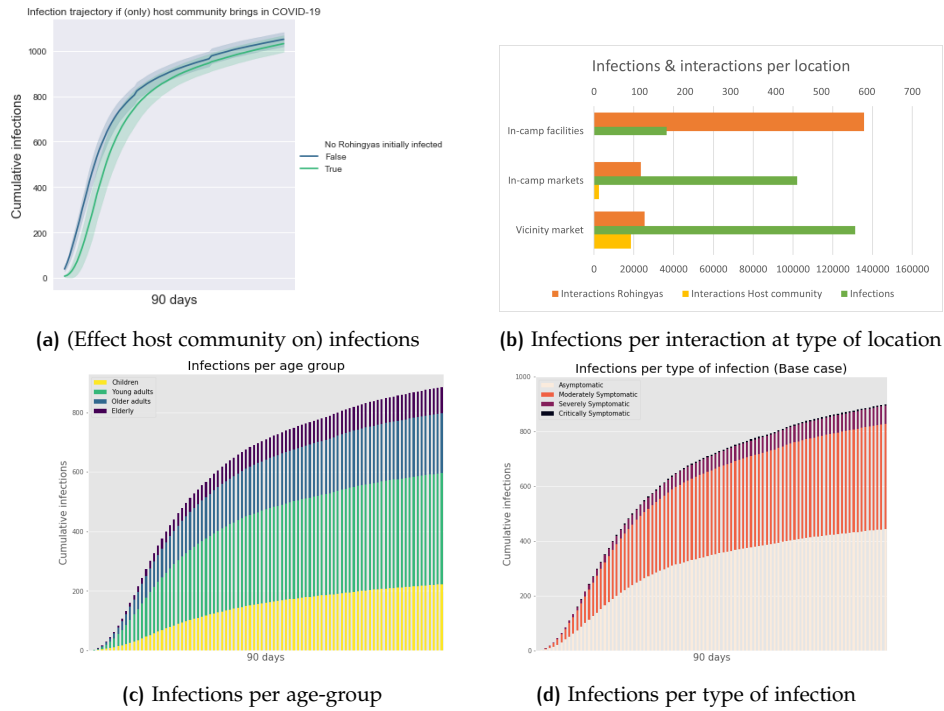 Infection trajectory if (only) host community brings in COVID-19
1000
800
600
400
200
0
Cumulative infections
90 days
No Rohingyas initially infected
False
True
(a) (Effect host community on) infections
Infections & interactions per location
0 100 200 300 400 500 600 700
In-camp facilities
In-camp markets
Vicinity market
0 20000 40000 60000 80000 100000 120000 140000 160000
Interactions Rohingyas Interactions Host community Infections
(b) Infections per interaction at type of location
Infections per age group
Children
Young adults
Older adults
Elderly
800
600
400
200
0
Cumulative infections
90 days
(c) Infections per age-group
Infections per type of infection (Base case)
1000
Asymptomatic
Moderately Symptomatic
Severely Symptomatic
Critically Symptomatic
800
600
400
200
0
Cumulative infections
90 days
(d) Infections per type of infection